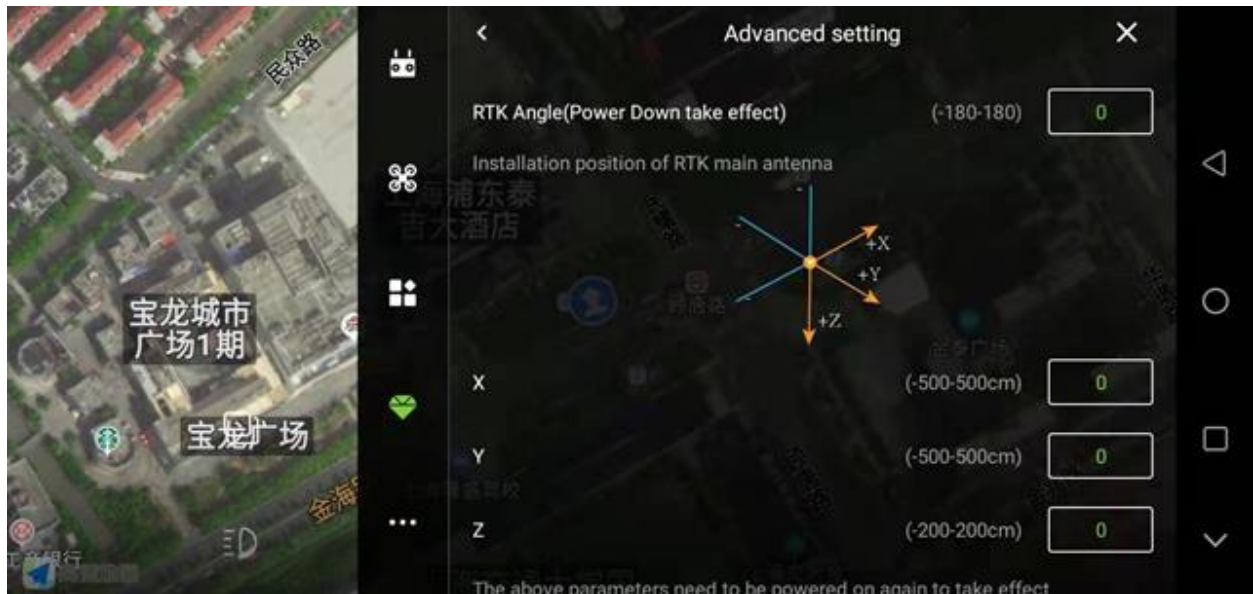 民众路
宝龙城市
广场1期
宝龙广场
Advanced setting
RTK Angle(Power Down take effect)
(-180-180)
0
Installation position of RTK main antenna
上海浦东泰
吉大酒店
-
-
-
+X
+Y
+Z
X
(-500-500cm)
0
Y
(-500-500cm)
0
Z
(-200-200cm)
0
The above parameters need to be powered on again to take effect